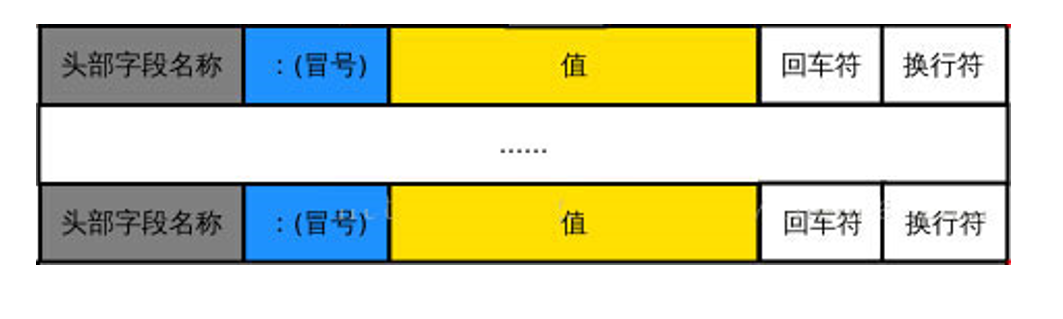 头部字段名称 : (冒号) 值 回车符 换行符
......
头部字段名称 : (冒号) 值 回车符 换行符